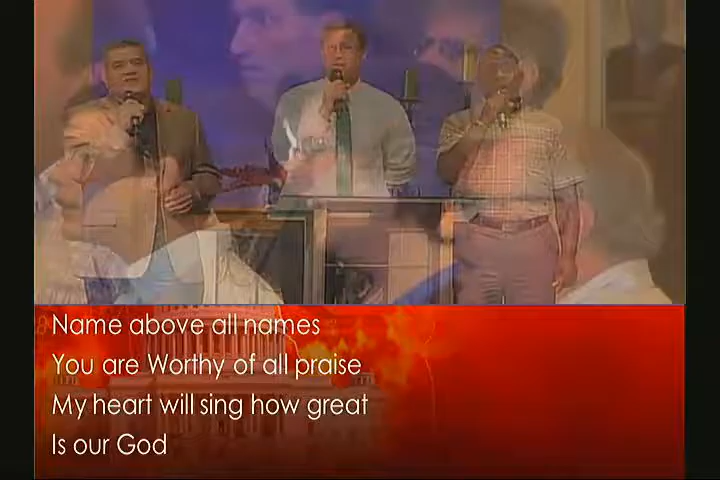 Name above all names
You are Worthy of all praise
My heart will sing how great
Is our God